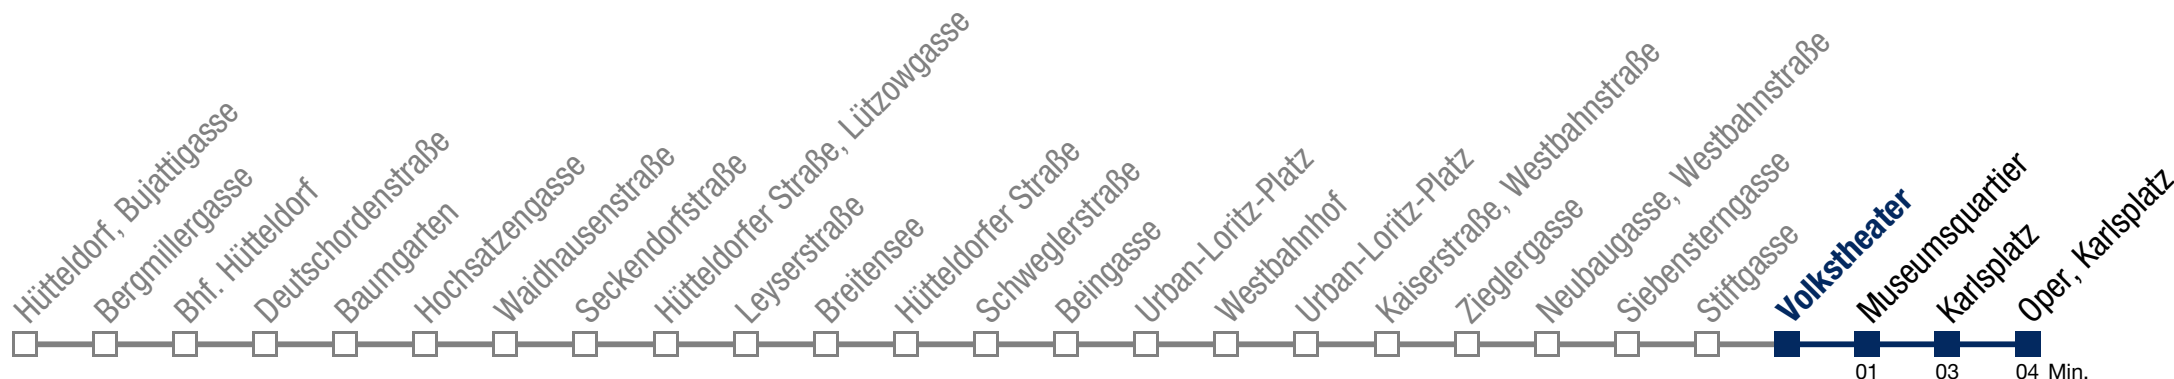 Hütteldorf, Bujattigasse
Bergmillergasse
Bhf. Hütteldorf
Deutschordenstraße
Baumgarten
Hochsatzengasse
Waidhausenstraße
Seckendorfstraße
Hütteldorfer Straße, Lützowgasse
Leyserstraße
Breitensee
Hütteldorfer Straße
Schweglerstraße
Beingasse
Urban-Loritz-Platz
Westbahnhof
Urban-Loritz-Platz
Kaiserstraße, Westbahnstraße
Zieglergasse
Neubaugasse, Westbahnstraße
Siebensterngasse
Stiftgasse
Volkstheater
Museumsquartier
Karlsplatz
Oper, Karlsplatz
01 03 04 Min.